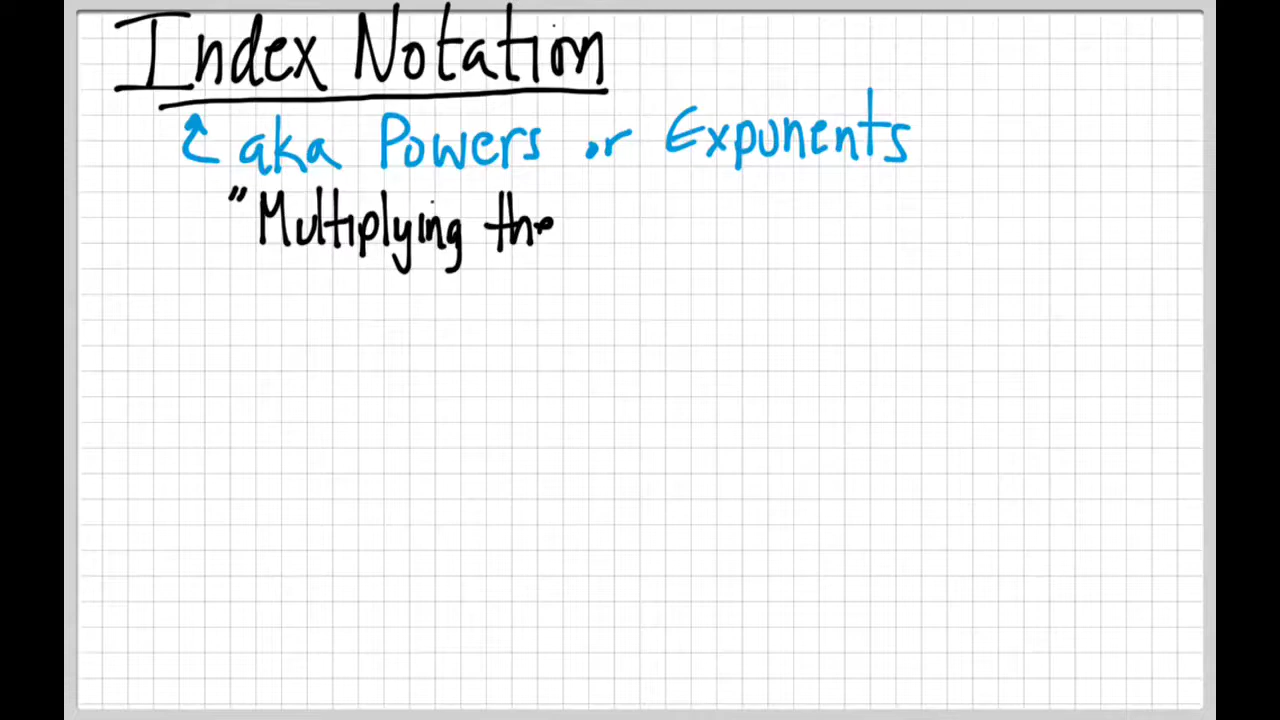 Index Notation
aka Powers or Exponents
"Multiplying the